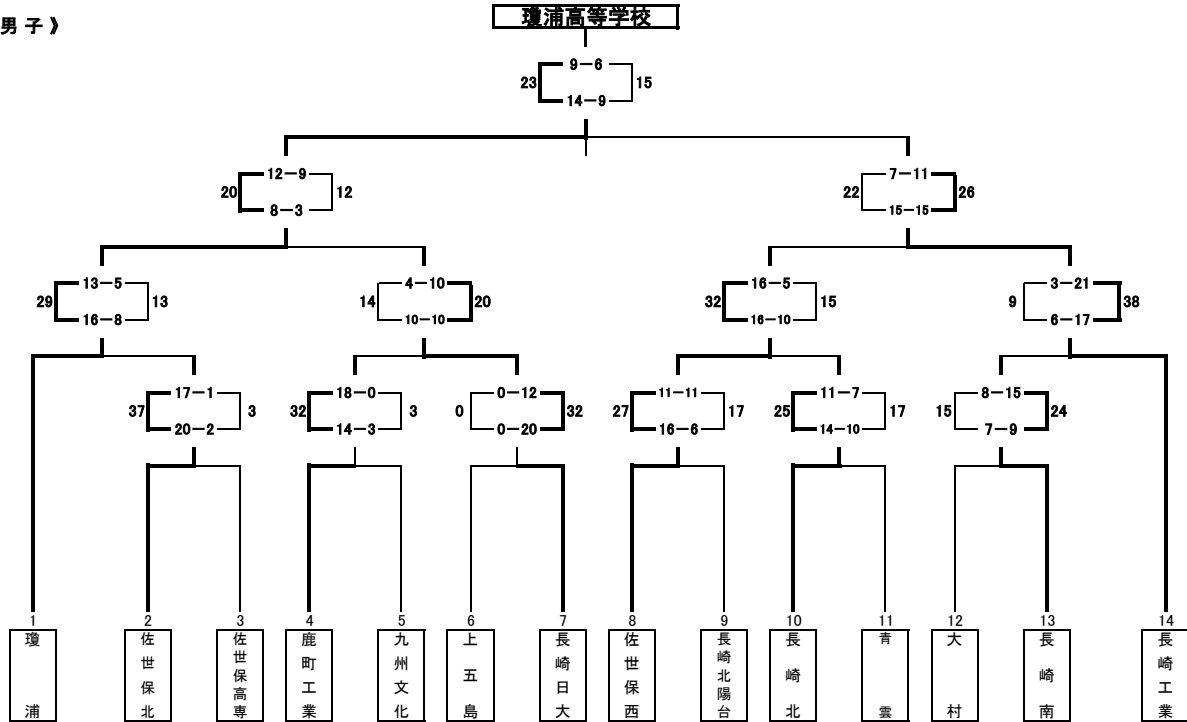 男 子 》
瓊浦高等学校
9－6
23 15
14－9
12－9 7－11
20 12 22 26
8－3 15－15
13－5 4－10 16－5 3－21
29 13 14 20 32 15 9 38
16－8 10－10 16－10 6－17
17－1 18－0 0－12 11－11 11－7 8－15
37 3 32 3 0 32 27 17 25 17 15 24
20－2 14－3 0－20 16－6 14－10 7－9
1 2 3 4 5 6 7 8 9 10 11 12 13 14
瓊浦
佐世保北
佐世保高専
鹿町工業
九州文化
上五島
長崎日大
佐世保西
長崎北陽台
長崎北
青雲
大村
長崎南
長崎工業